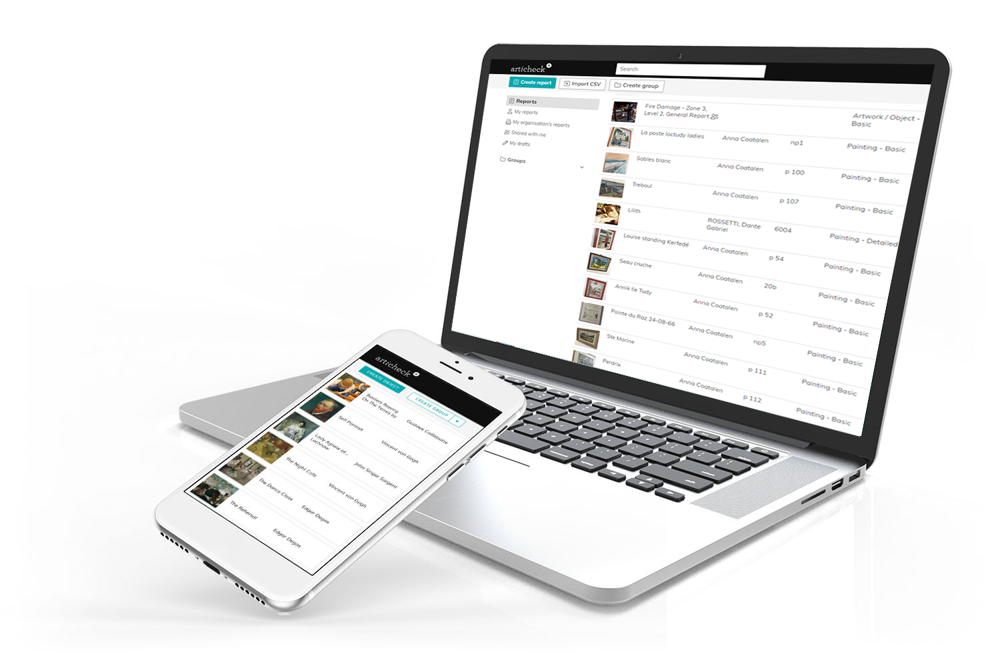 articheck
Search
Create report
Import CSV
Create group
Reports
My reports
My organisation's reports
Shared with me
My drafts
Groups
Fire Damage - Zone 3,
Level 2, General Report
Artwork / Object -
Basic
La poste loctudy ladies
Anna Coatalen
np1
Painting - Basic
Sables blanc
Anna Coatalen
p 100
Painting - Basic
Treboul
Anna Coatalen
p 107
Painting - Basic
Lilith
ROSSETTI, Dante
Gabriel
6004
Painting - Detailed
Louise standing Kerfedé
Anna Coatalen
p 54
Painting - Basic
Seau cruche
Anna Coatalen
20b
Painting - Basic
Annik Ile Tudy
Anna Coatalen
p 52
Painting - Basic
Pointe du Raz 24-08-66
Anna Coatalen
np5
Painting - Basic
Ste Marine
Anna Coatalen
p 111
Painting - Basic
Perdrix
Anna Coatalen
p 112
Painting - Basic
articheck
CREATE OBJECT
CREATE GROUP
Boaters Rowing
On The Yerres by
Gustave Caillebotte
Self Portrait
Vincent van Gogh
Lady Agnew of...
Lochnaw
John Singer Sargent
The Night Cafe
Vincent van Gogh
The Dance Class
Edgar Degas
The Rehersal
Edgar Degas
return
shift